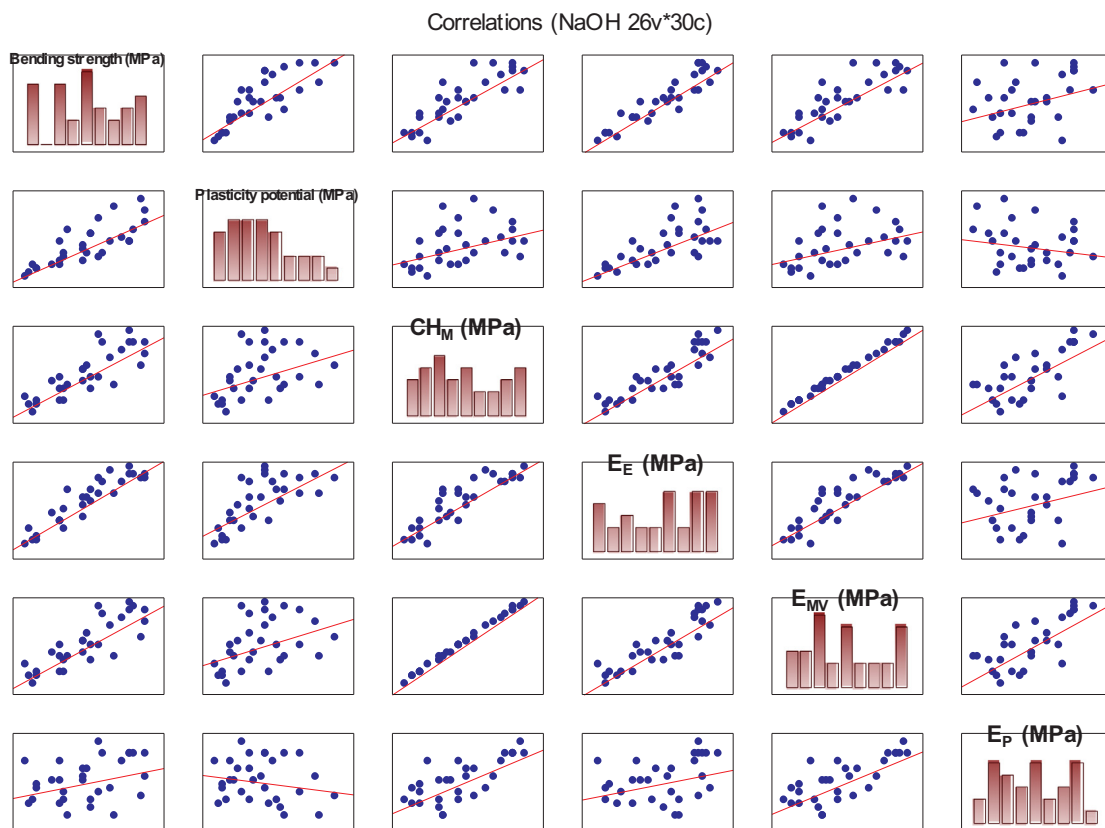 Correlations (NaOH 26v*30c)
Bending strength (MPa)
Plasticity potential (MPa)
CH_M (MPa)
E_E (MPa)
E_MV (MPa)
E_P (MPa)